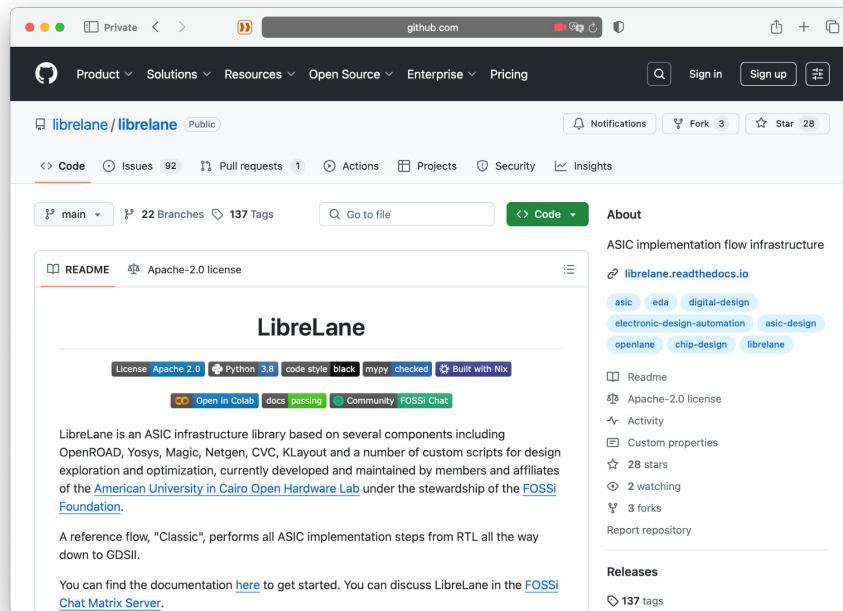 Private
github.com
Product Solutions Resources Open Source Enterprise Pricing Sign in Sign up
librelane / librelane Public Notifications Fork 3 Star 28
Code Issues 92 Pull requests 1 Actions Projects Security Insights
main 22 Branches 137 Tags Go to file Code
README Apache-2.0 license
LibreLane
License Apache 2.0 Python 3.8 code style black mypy checked Built with Nix
Open in Colab docs passing Community FOSSi Chat
LibreLane is an ASIC infrastructure library based on several components including
OpenROAD, Yosys, Magic, Netgen, CVC, KLayout and a number of custom scripts for design
exploration and optimization, currently developed and maintained by members and affiliates
of the American University in Cairo Open Hardware Lab under the stewardship of the FOSSi
Foundation.
A reference flow, "Classic", performs all ASIC implementation steps from RTL all the way
down to GDSII.
You can find the documentation here to get started. You can discuss LibreLane in the FOSSi
Chat Matrix Server.
About
ASIC implementation flow infrastructure
librelane.readthedocs.io
asic eda digital-design
electronic-design-automation asic-design
openlane chip-design librelane
Readme
Apache-2.0 license
Activity
Custom properties
28 stars
2 watching
3 forks
Report repository
Releases
137 tags